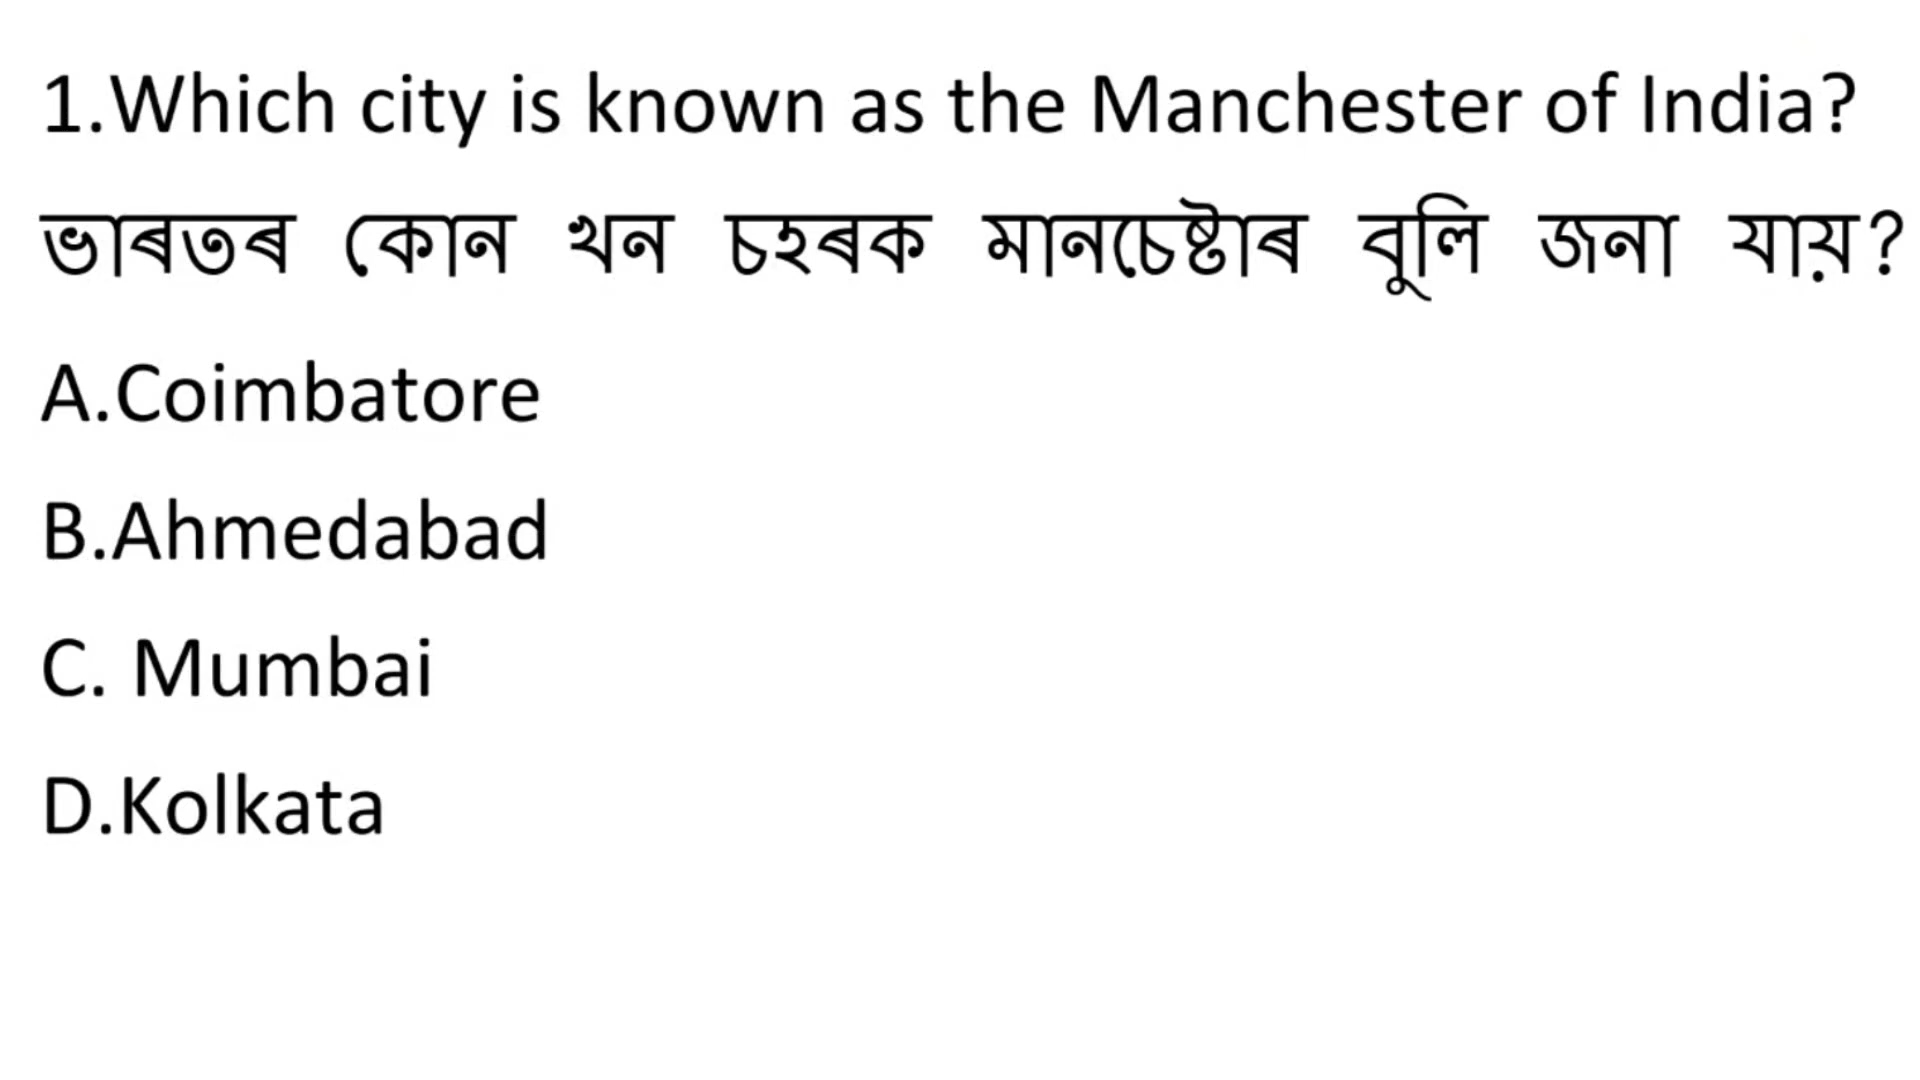 1.Which city is known as the Manchester of India?
ভাৰতৰ কোন খন চহৰক মানচেষ্টাৰ বুলি জনা যায়?
A.Coimbatore
B.Ahmedabad
C. Mumbai
D.Kolkata